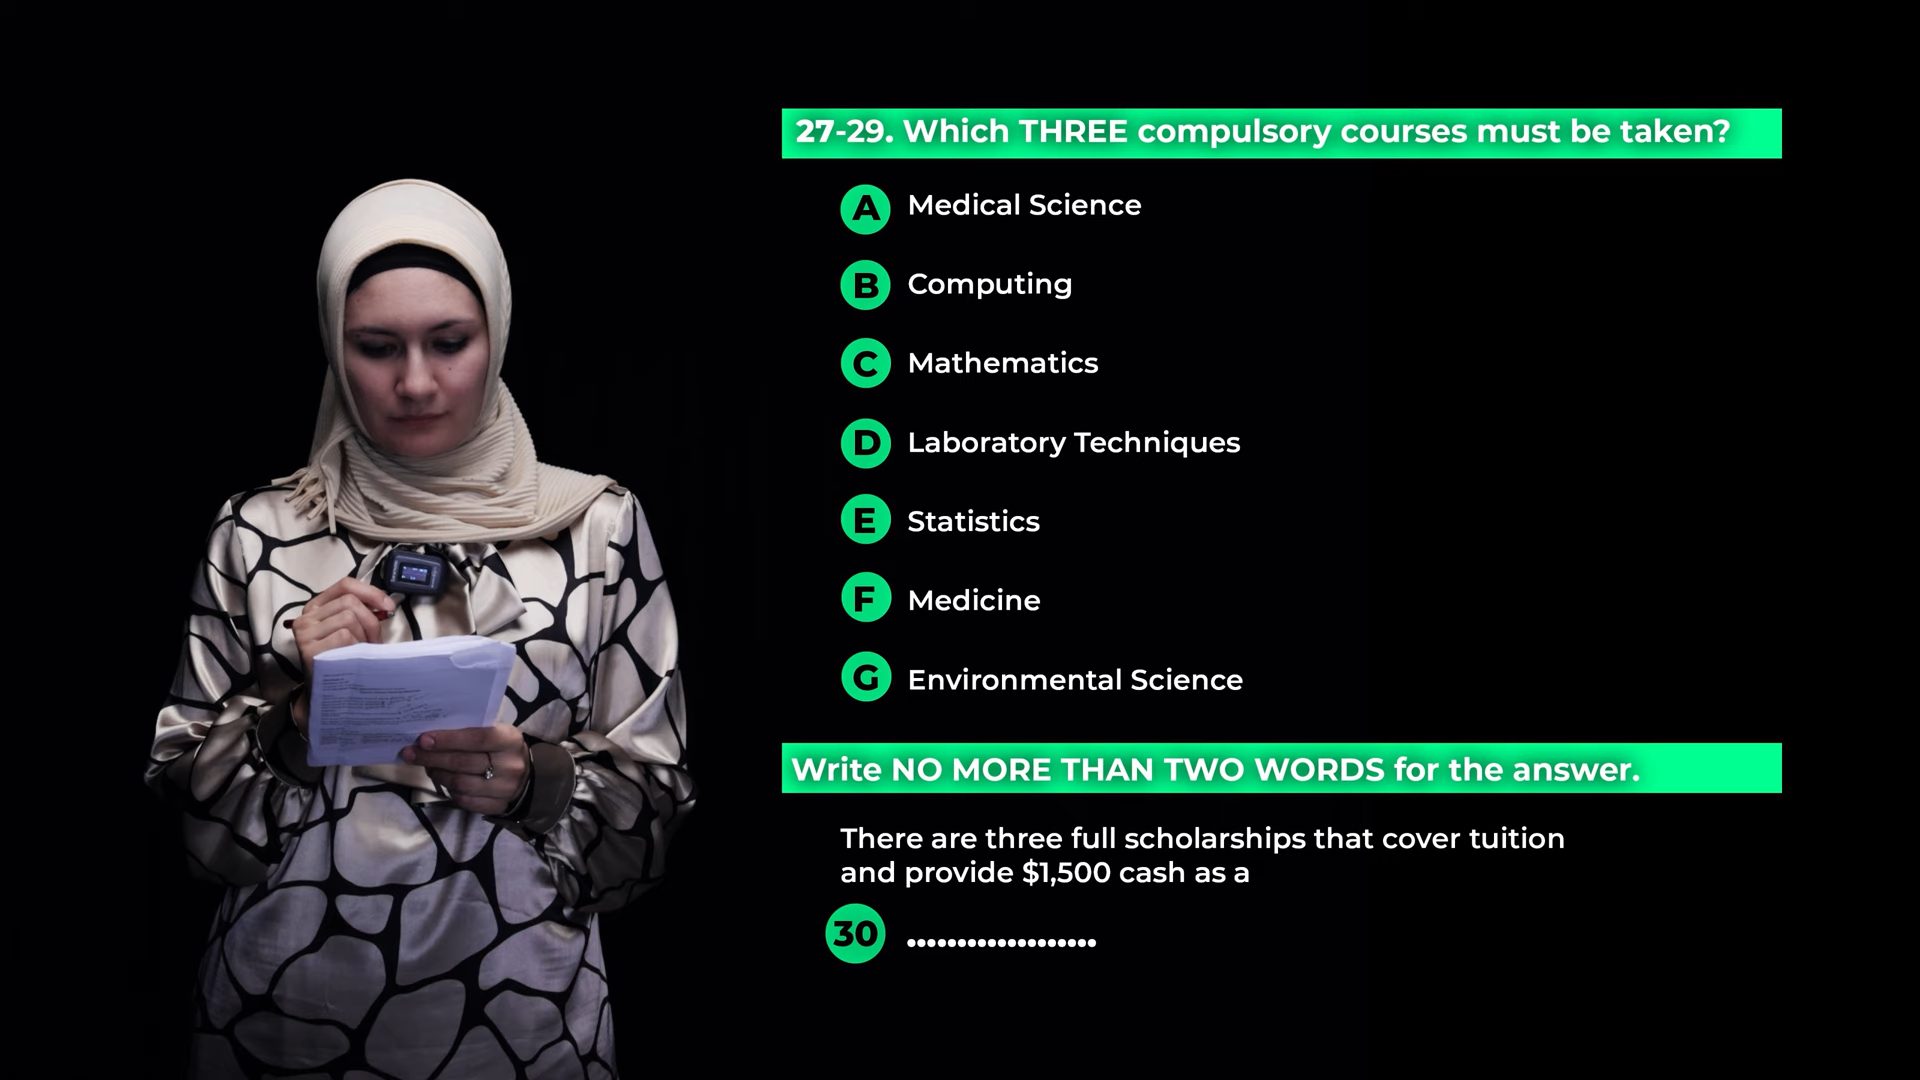 27-29. Which THREE compulsory courses must be taken?
A Medical Science
B Computing
C Mathematics
D Laboratory Techniques
E Statistics
F Medicine
G Environmental Science
Write NO MORE THAN TWO WORDS for the answer.
There are three full scholarships that cover tuition
and provide $1,500 cash as a
30 ...................